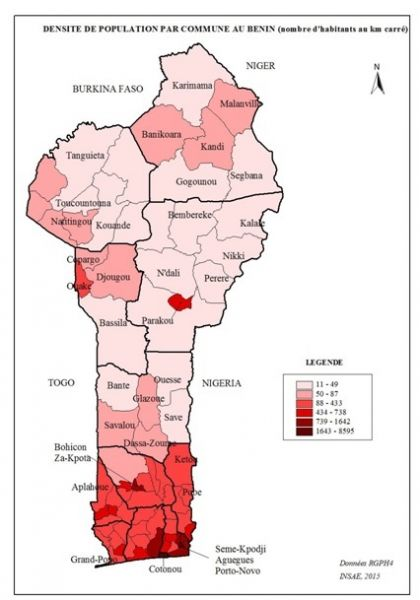 DENSITE DE POPULATION PAR COMMUNE AU BENIN (nombre d'habitants au km carré)
NIGER
Karimama
BURKINA FASO
Malanville
Banikoara
Kandi
Tanguieta
Segbana
Gogounou
Toucountouna
Bembereke
Natitingou
Kouande
Kalale
Nikki
Copargo
N'dali
Djougou
Perere
Ouake
Parakou
Bassila
LEGENDE
TOGO
Ouesse
NIGERIA
11 - 49
Bante
50 - 87
Glazoue
88 - 433
Save
434 - 738
Savalou
739 - 1642
Dassa-Zoume
1643 - 8595
Bohicon
Za-Kpota
Ketou
Aplahoue
Pobe
Seme-Kpodji
Grand-Popo
Aguegues
Cotonou
Porto-Novo
Données RGPH4
INSAE, 2015